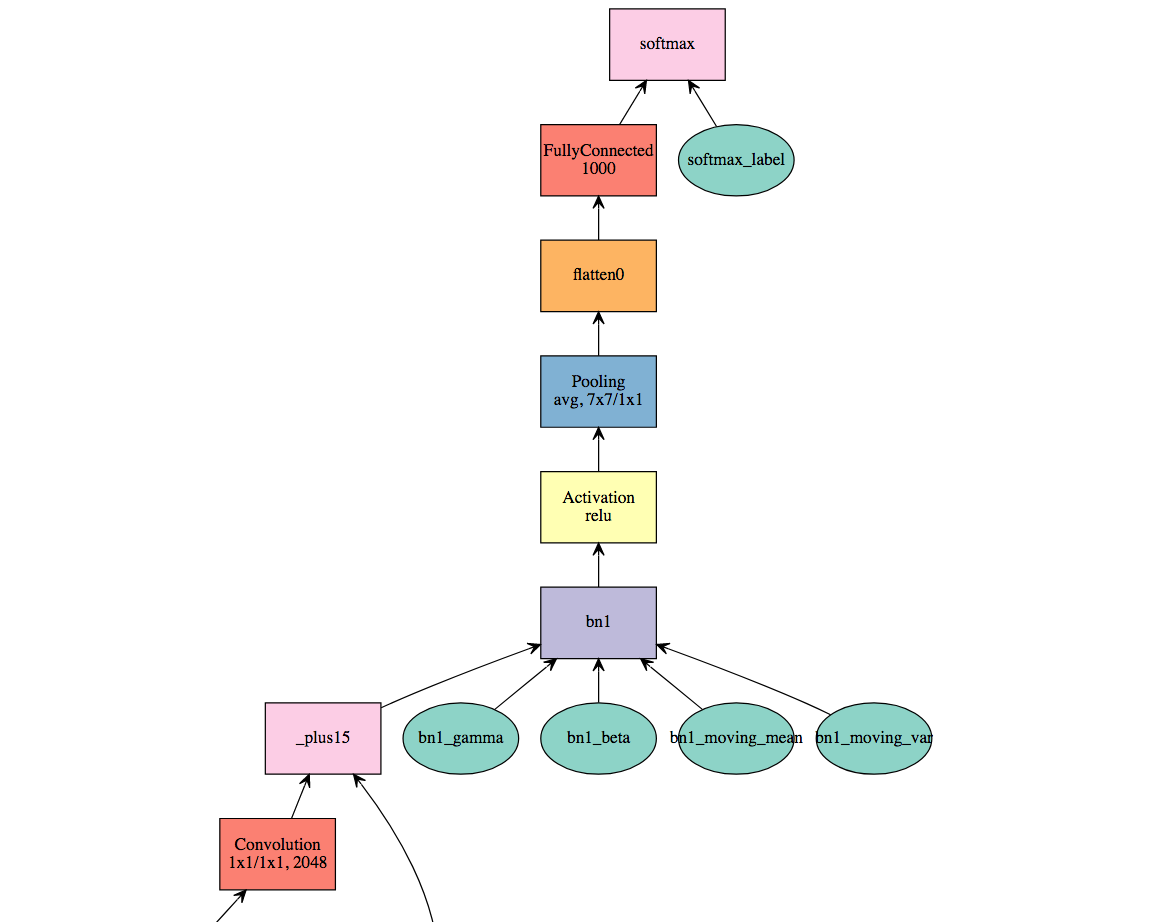 softmax
FullyConnected
1000
softmax_label
flatten0
Pooling
avg, 7x7/1x1
Activation
relu
bn1
_plus15
bn1_gamma
bn1_beta
bn1_moving_mean
bn1_moving_var
Convolution
1x1/1x1, 2048